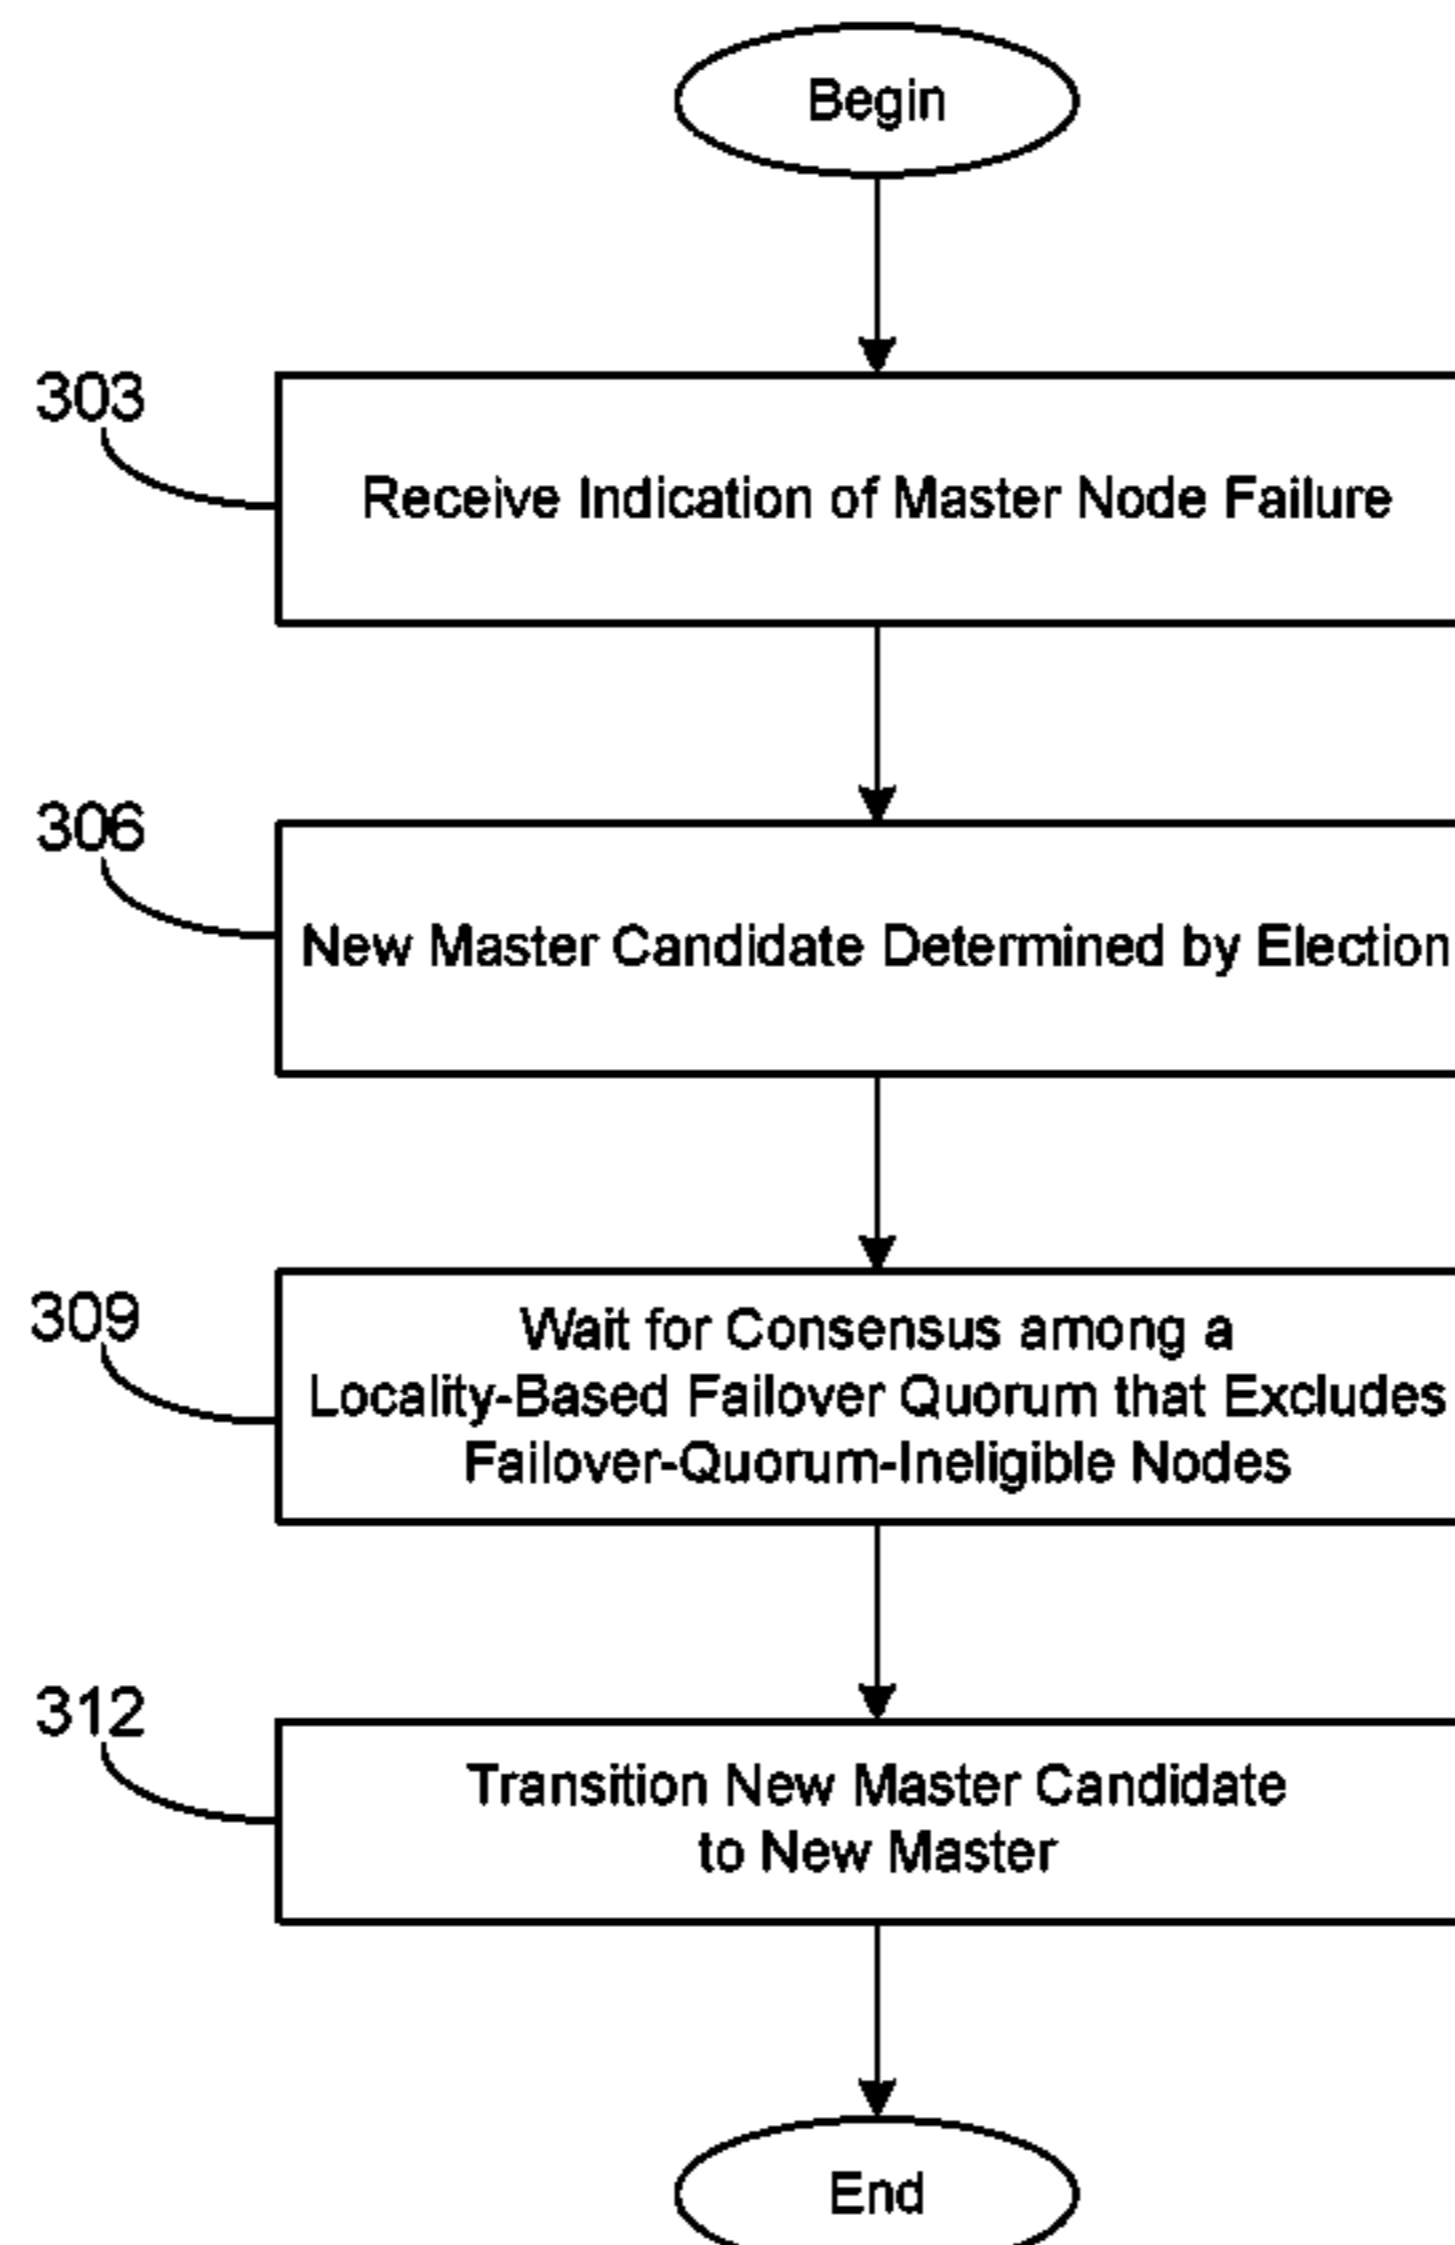 Begin
303
Receive Indication of Master Node Failure
306
New Master Candidate Determined by Election
309
Wait for Consensus among a
Locality-Based Failover Quorum that Excludes
Failover-Quorum-Ineligible Nodes
312
Transition New Master Candidate
to New Master
End